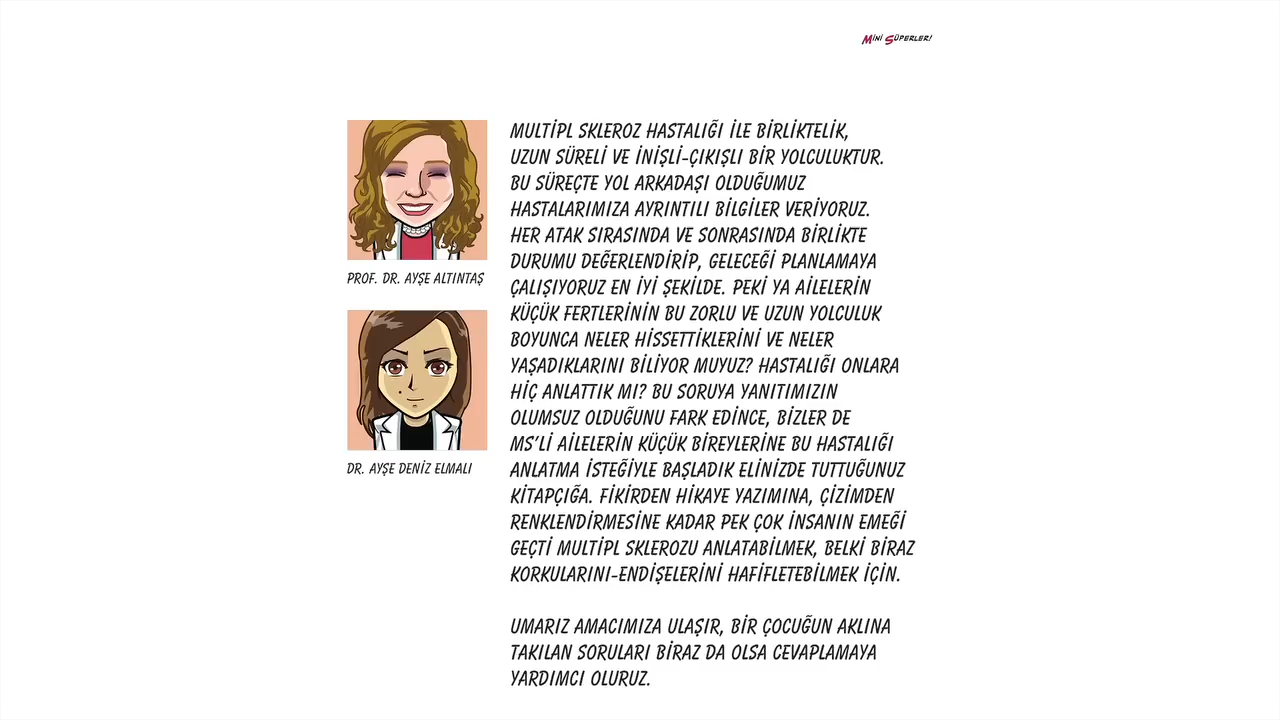 MİNİ SÜPERLER!
PROF. DR. AYŞE ALTINTAŞ
DR. AYŞE DENİZ ELMALI
MULTİPL SKLEROZ HASTALIĞI İLE BİRLİKTELİK,
UZUN SÜRELİ VE İNİŞLİ-ÇIKIŞLI BİR YOLCULUKTUR.
BU SÜREÇTE YOL ARKADAŞI OLDUĞUMUZ
HASTALARIMIZA AYRINTILI BİLGİLER VERİYORUZ.
HER ATAK SIRASINDA VE SONRASINDA BİRLİKTE
DURUMU DEĞERLENDİRİP, GELECEĞİ PLANLAMAYA
ÇALIŞIYORUZ EN İYİ ŞEKİLDE. PEKİ YA AİLELERİN
KÜÇÜK FERTLERİNİN BU ZORLU VE UZUN YOLCULUK
BOYUNCA NELER HİSSETTİKLERİNİ VE NELER
YAŞADIKLARINI BİLİYOR MUYUZ? HASTALIĞI ONLARA
HİÇ ANLATTIK MI? BU SORUYA YANITIMIZIN
OLUMSUZ OLDUĞUNU FARK EDİNCE, BİZLER DE
MS'Lİ AİLELERİN KÜÇÜK BİREYLERİNE BU HASTALIĞI
ANLATMA İSTEĞİYLE BAŞLADIK ELİNİZDE TUTTUĞUNUZ
KİTAPÇIĞA. FİKİRDEN HİKAYE YAZIMINA, ÇİZİMDEN
RENKLENDİRMESİNE KADAR PEK ÇOK İNSANIN EMEĞİ
GEÇTİ MULTİPL SKLEROZU ANLATABİLMEK, BELKİ BİRAZ
KORKULARINI-ENDİŞELERİNİ HAFİFLETEBİLMEK İÇİN.
UMARIZ AMACIMIZA ULAŞIR, BİR ÇOCUĞUN AKLINA
TAKILAN SORULARI BİRAZ DA OLSA CEVAPLAMAYA
YARDIMCI OLURUZ.